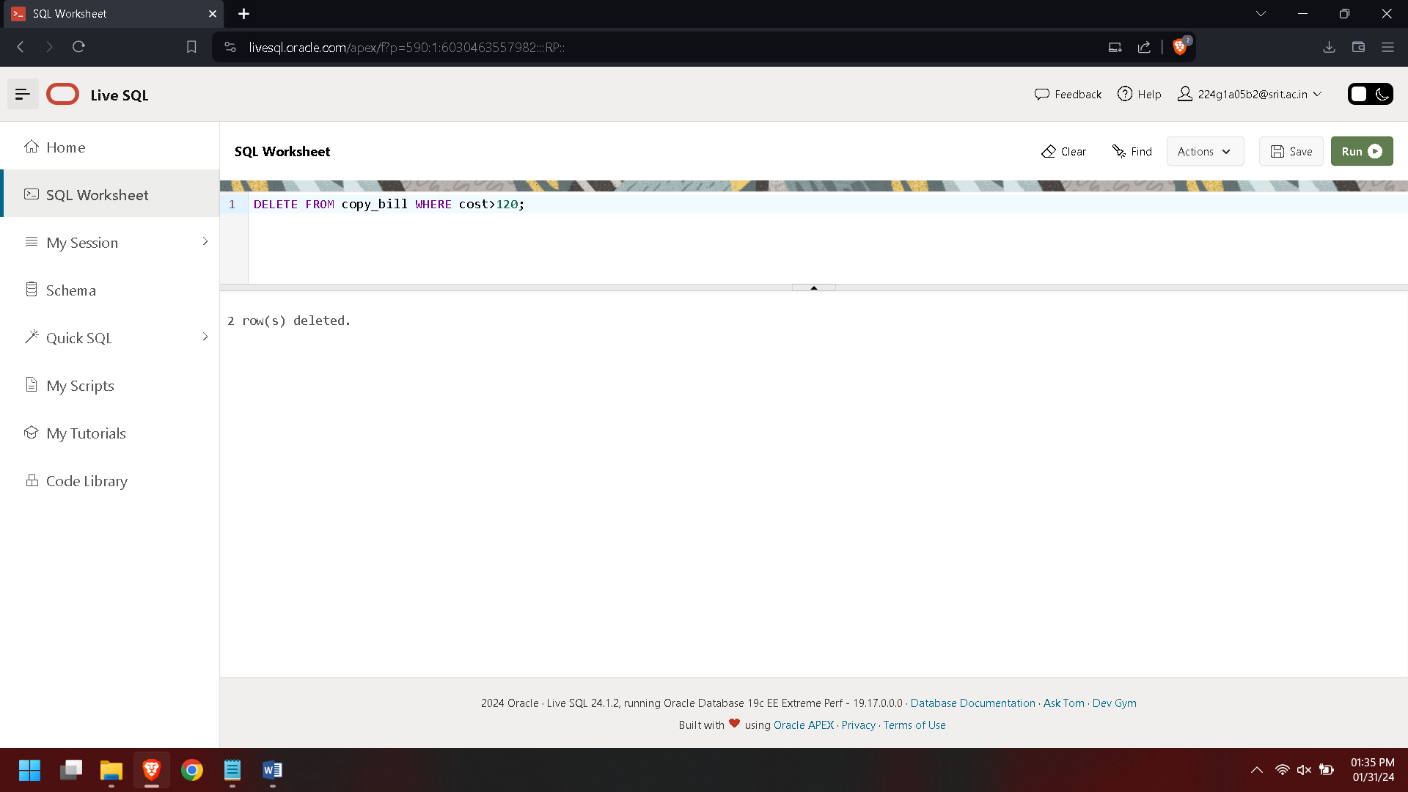 SQL Worksheet
livesql.oracle.com/apex/f?p=590:1:6030463557982:::RP::
2
Live SQL
Feedback
Help
224g1a05b2@srit.ac.in
Home
SQL Worksheet
My Session
Schema
Quick SQL
My Scripts
My Tutorials
Code Library
SQL Worksheet
Clear
Find
Actions
Save
Run
1 DELETE FROM copy_bill WHERE cost>120;
2 row(s) deleted.
2024 Oracle · Live SQL 24.1.2, running Oracle Database 19c EE Extreme Perf - 19.17.0.0.0 · Database Documentation · Ask Tom · Dev Gym
Built with ❤ using Oracle APEX · Privacy · Terms of Use
01:35 PM
01/31/24